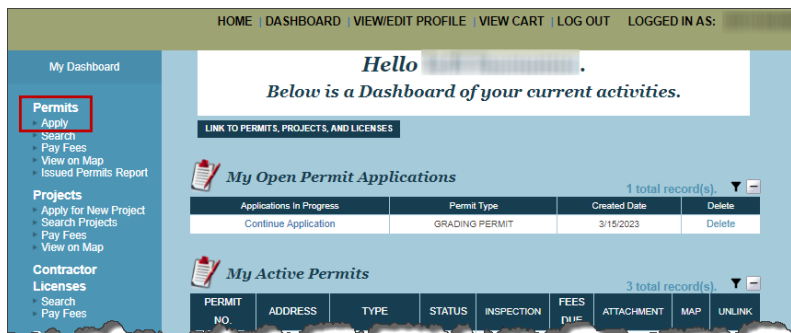 HOME | DASHBOARD | VIEW/EDIT PROFILE | VIEW CART | LOG OUT LOGGED IN AS:
My Dashboard
Permits
Apply
Search
Pay Fees
View on Map
Issued Permits Report
Projects
Apply for New Project
Search Projects
Pay Fees
View on Map
Contractor
Licenses
Search
Pay Fees
Hello .
Below is a Dashboard of your current activities.
LINK TO PERMITS, PROJECTS, AND LICENSES
My Open Permit Applications
1 total record(s).
Applications In Progress Permit Type Created Date Delete
Continue Application GRADING PERMIT 3/15/2023 Delete
My Active Permits
3 total record(s).
PERMIT NO. ADDRESS TYPE STATUS INSPECTION FEES DUE ATTACHMENT MAP UNLINK